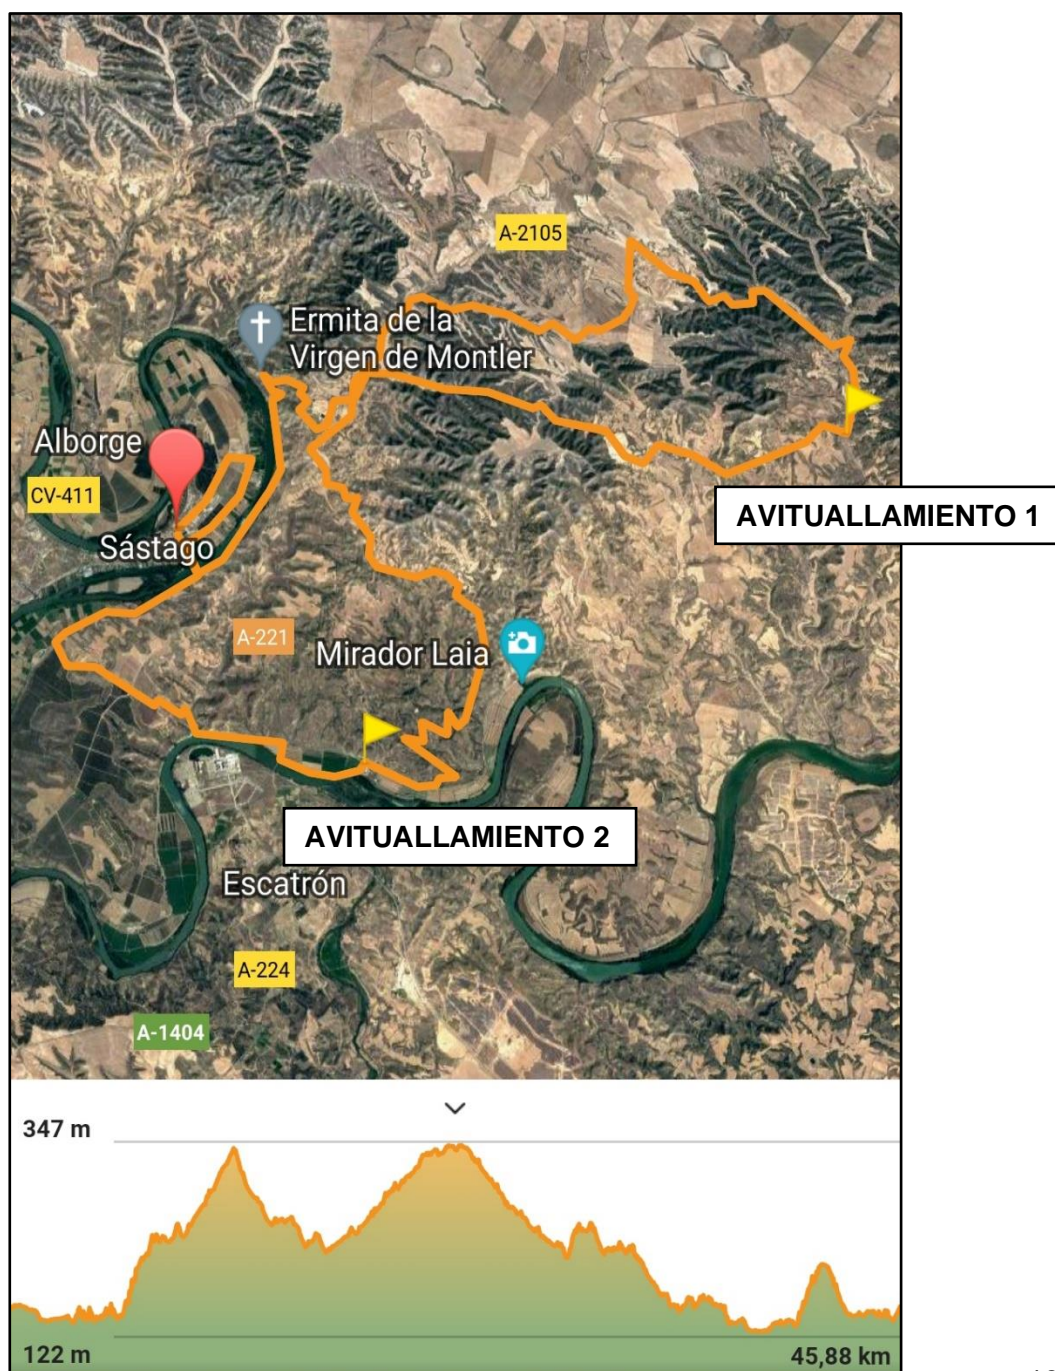 A-2105
Ermita de la
Virgen de Montler
Alborge
CV-411
AVITUALLAMIENTO 1
Sástago
A-221
Mirador Laia
AVITUALLAMIENTO 2
Escatrón
A-224
A-1404
347 m
122 m
45,88 km